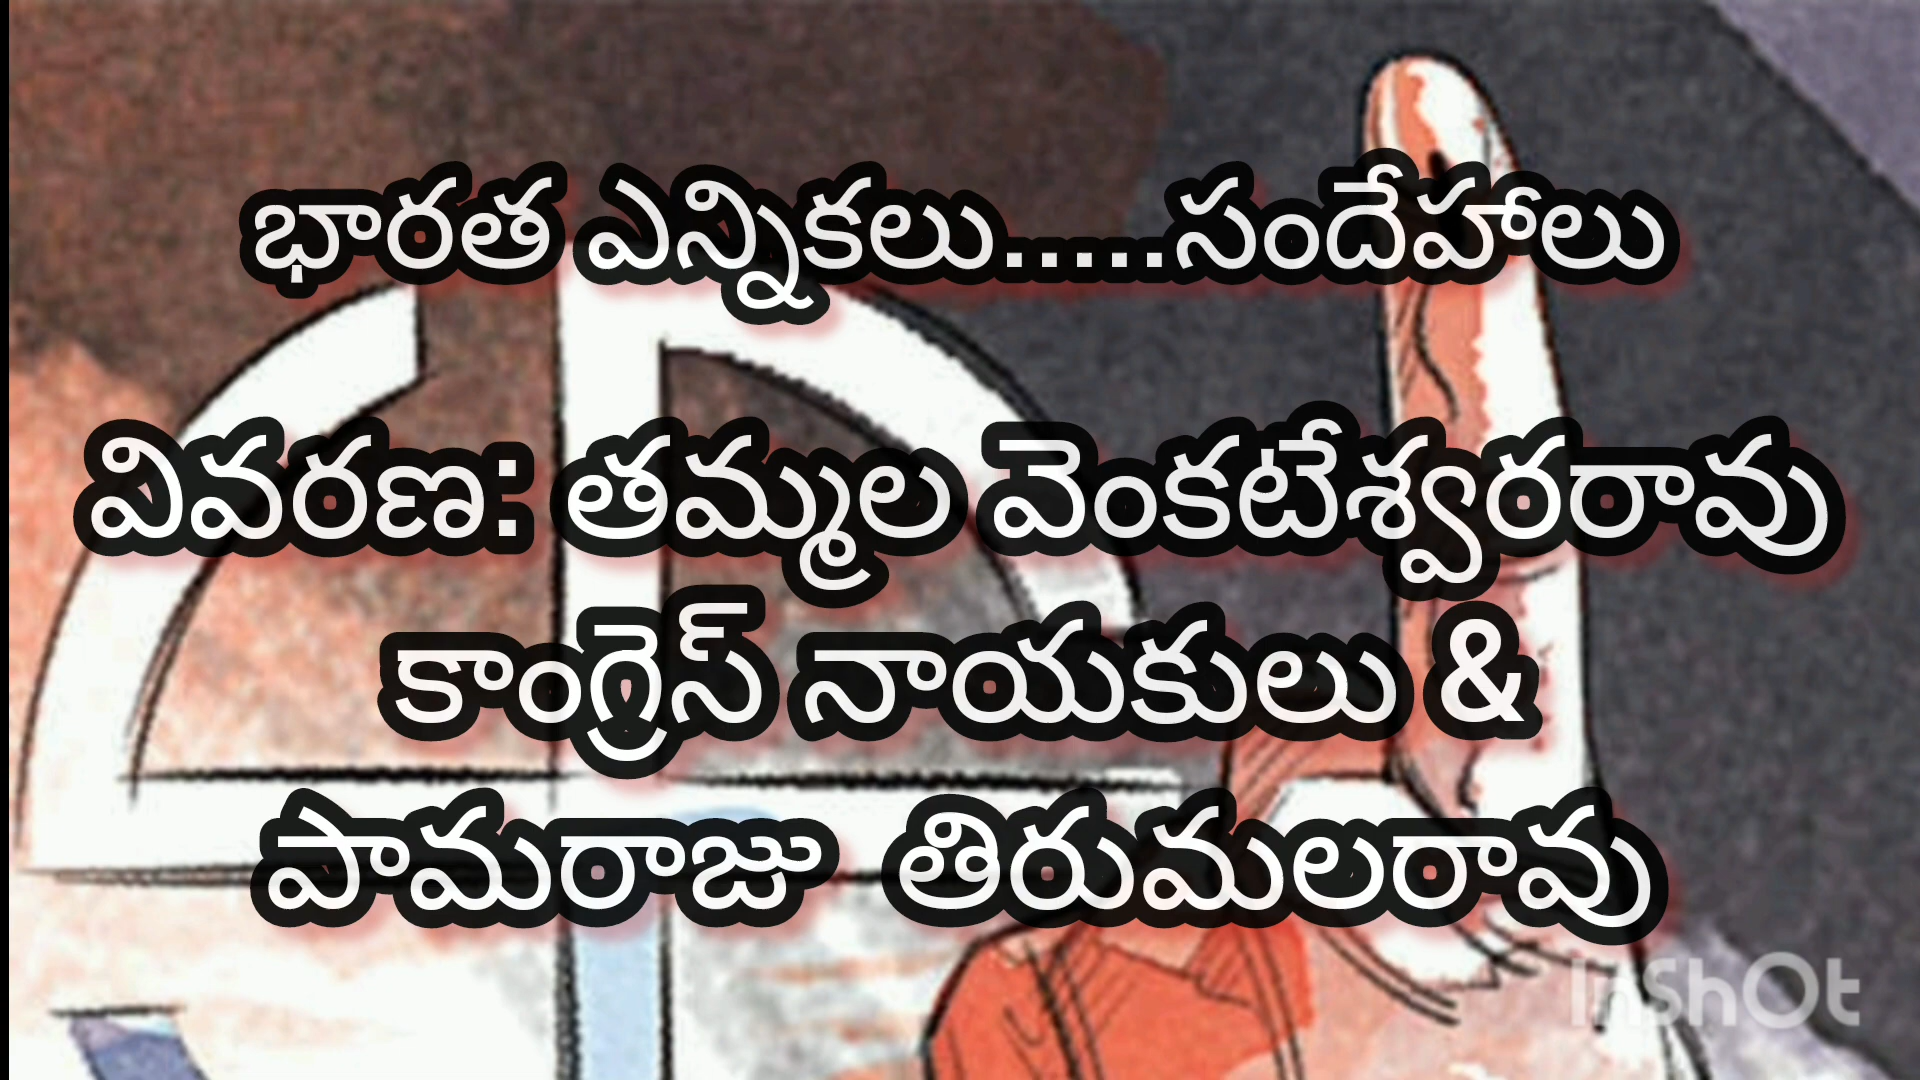 భారత ఎన్నికలు.....సందేహాలు
వివరణ: తమ్మల వెంకటేశ్వరరావు
కాంగ్రెస్ నాయకులు &
పామరాజు తిరుమలరావు
InShOt